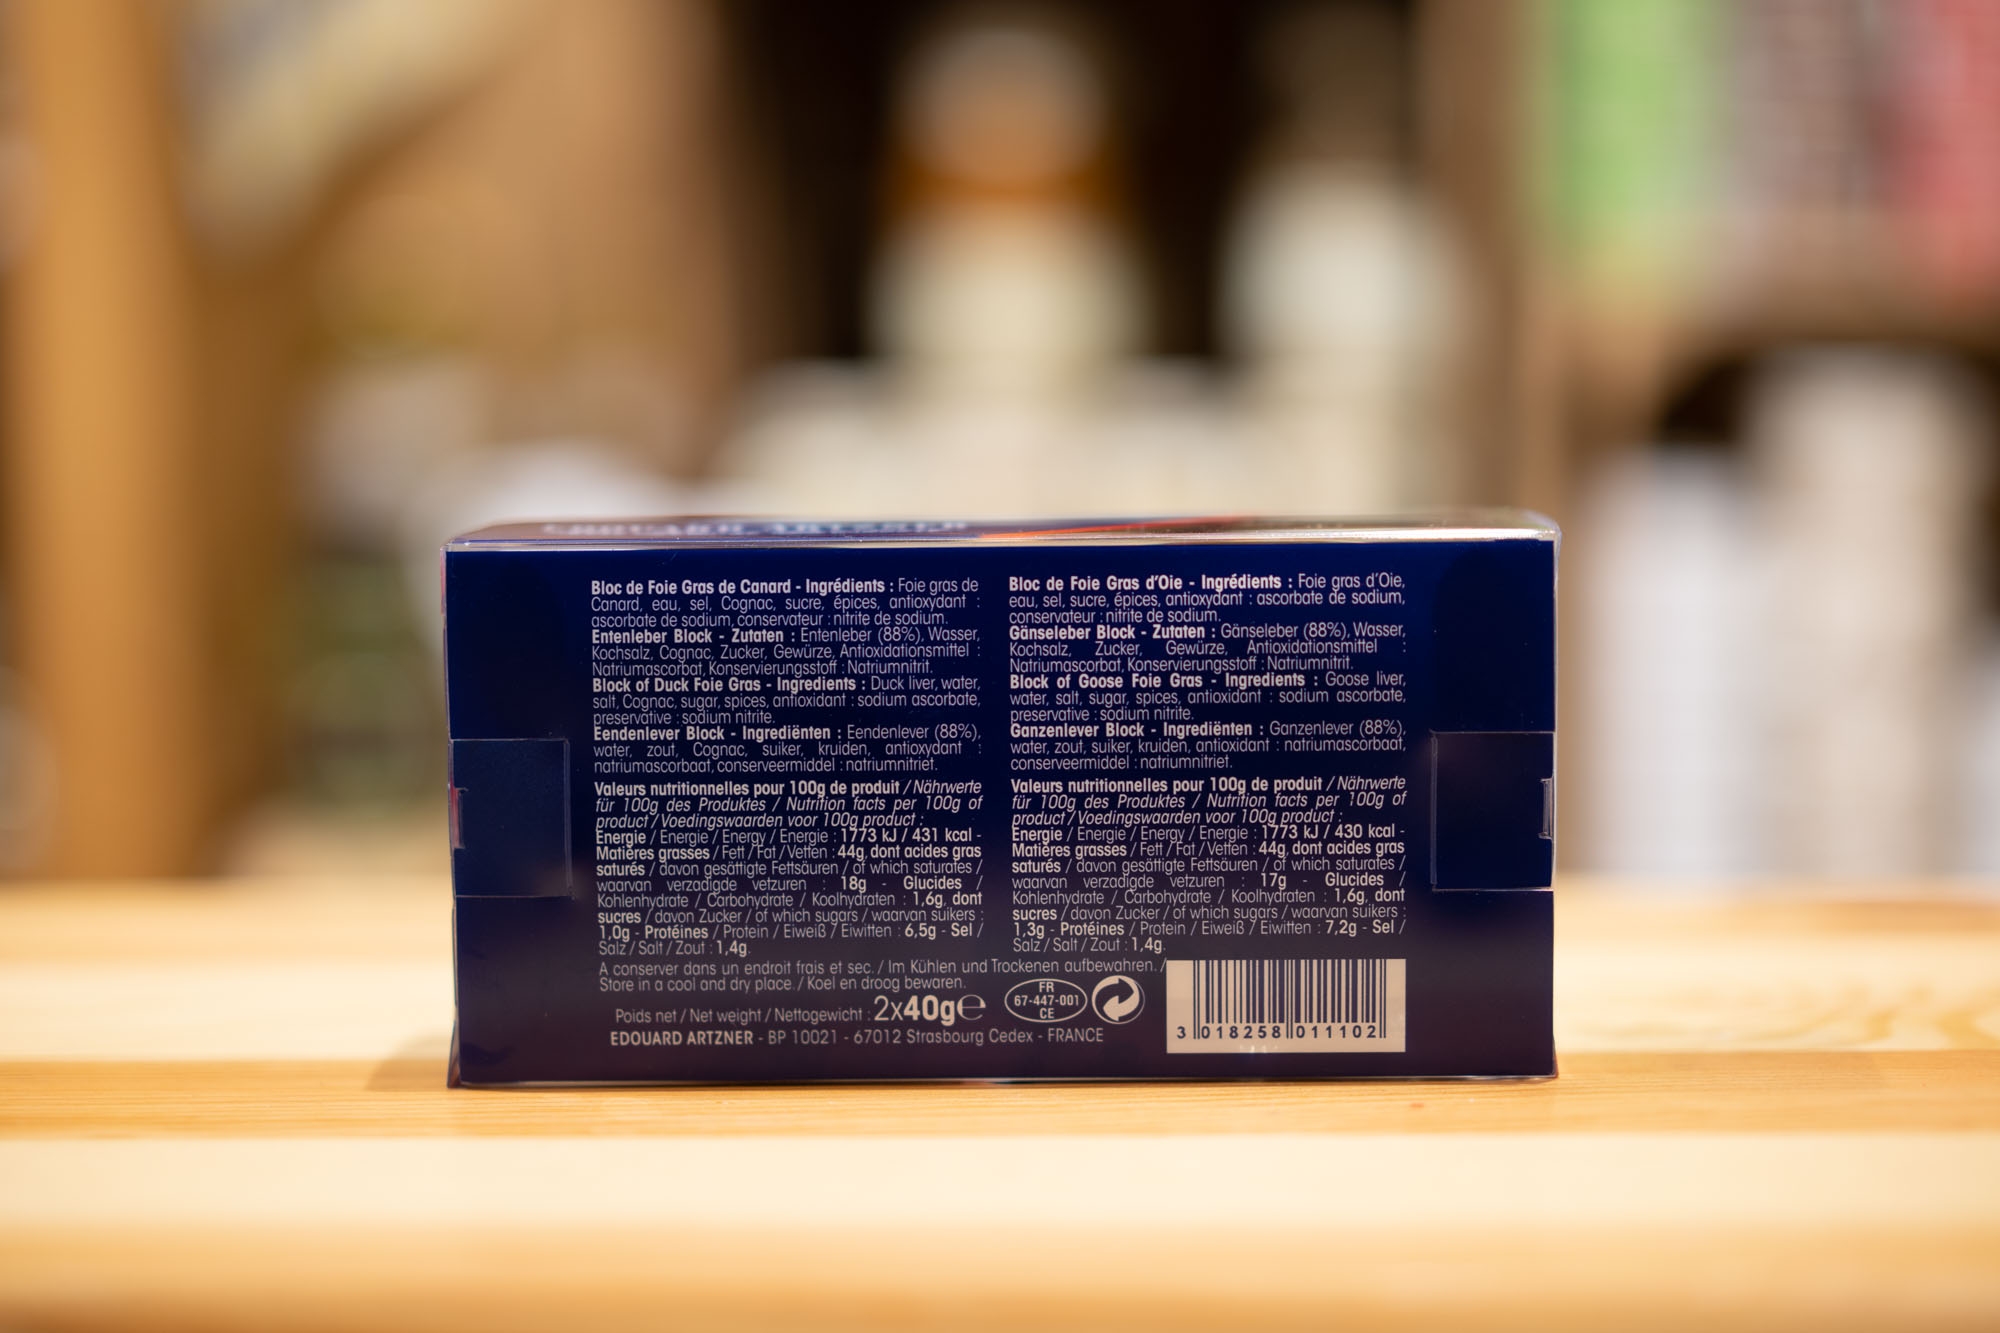 Bloc de Foie Gras de Canard - Ingrédients : Foie gras de
Canard, eau, sel, Cognac, sucre, épices, antioxydant :
ascorbate de sodium, conservateur : nitrite de sodium.
Entenleber Block - Zutaten : Entenleber (88%), Wasser,
Kochsalz, Cognac, Zucker, Gewürze, Antioxidationsmittel :
Natriumascorbat, Konservierungsstoff : Natriumnitrit.
Block of Duck Foie Gras - Ingredients : Duck liver, water,
salt, Cognac, sugar, spices, antioxidant : sodium ascorbate,
preservative : sodium nitrite.
Eendenlever Block - Ingrediënten : Eendenlever (88%),
water, zout, Cognac, suiker, kruiden, antioxydant :
natriumascorbaat, conserveermiddel : natriumnitriet.
Valeurs nutritionnelles pour 100g de produit / Nährwerte
für 100g des Produktes / Nutrition facts per 100g of
product / Voedingswaarden voor 100g product :
Energie / Energie / Energy / Energie : 1773 kJ / 431 kcal -
Matières grasses / Fett / Fat / Vetten : 44g, dont acides gras
saturés / davon gesättigte Fettsäuren / of which saturates /
waarvan verzadigde vetzuren : 18g - Glucides /
Kohlenhydrate / Carbohydrate / Koolhydraten : 1,6g, dont
sucres / davon Zucker / of which sugars / waarvan suikers :
1,0g - Protéines / Protein / Eiweiß / Eiwitten : 6,5g - Sel /
Salz / Salt / Zout : 1,4g.
Bloc de Foie Gras d'Oie - Ingrédients : Foie gras d'Oie,
eau, sel, sucre, épices, antioxydant : ascorbate de sodium,
conservateur : nitrite de sodium.
Gänseleber Block - Zutaten : Gänseleber (88%), Wasser,
Kochsalz, Zucker, Gewürze, Antioxidationsmittel :
Natriumascorbat, Konservierungsstoff : Natriumnitrit.
Block of Goose Foie Gras - Ingredients : Goose liver,
water, salt, sugar, spices, antioxidant : sodium ascorbate,
preservative : sodium nitrite.
Ganzenlever Block - Ingrediënten : Ganzenlever (88%),
water, zout, suiker, kruiden, antioxidant : natriumascorbaat,
conserveermiddel : natriumnitriet.
Valeurs nutritionnelles pour 100g de produit / Nährwerte
für 100g des Produktes / Nutrition facts per 100g of
product / Voedingswaarden voor 100g product :
Energie / Energie / Energy / Energie : 1773 kJ / 430 kcal -
Matières grasses / Fett / Fat / Vetten : 44g, dont acides gras
saturés / davon gesättigte Fettsäuren / of which saturates /
waarvan verzadigde vetzuren : 17g - Glucides /
Kohlenhydrate / Carbohydrate / Koolhydraten : 1,6g, dont
sucres / davon Zucker / of which sugars / waarvan suikers :
1,3g - Protéines / Protein / Eiweiß / Eiwitten : 7,2g - Sel /
Salz / Salt / Zout : 1,4g.
A conserver dans un endroit frais et sec. / Im Kühlen und Trockenen aufbewahren. /
Store in a cool and dry place. / Koel en droog bewaren.
Poids net / Net weight / Nettogewicht : 2x40g℮
FR
67-447-001
CE
EDOUARD ARTZNER - BP 10021 - 67012 Strasbourg Cedex - FRANCE
3 018258 011102